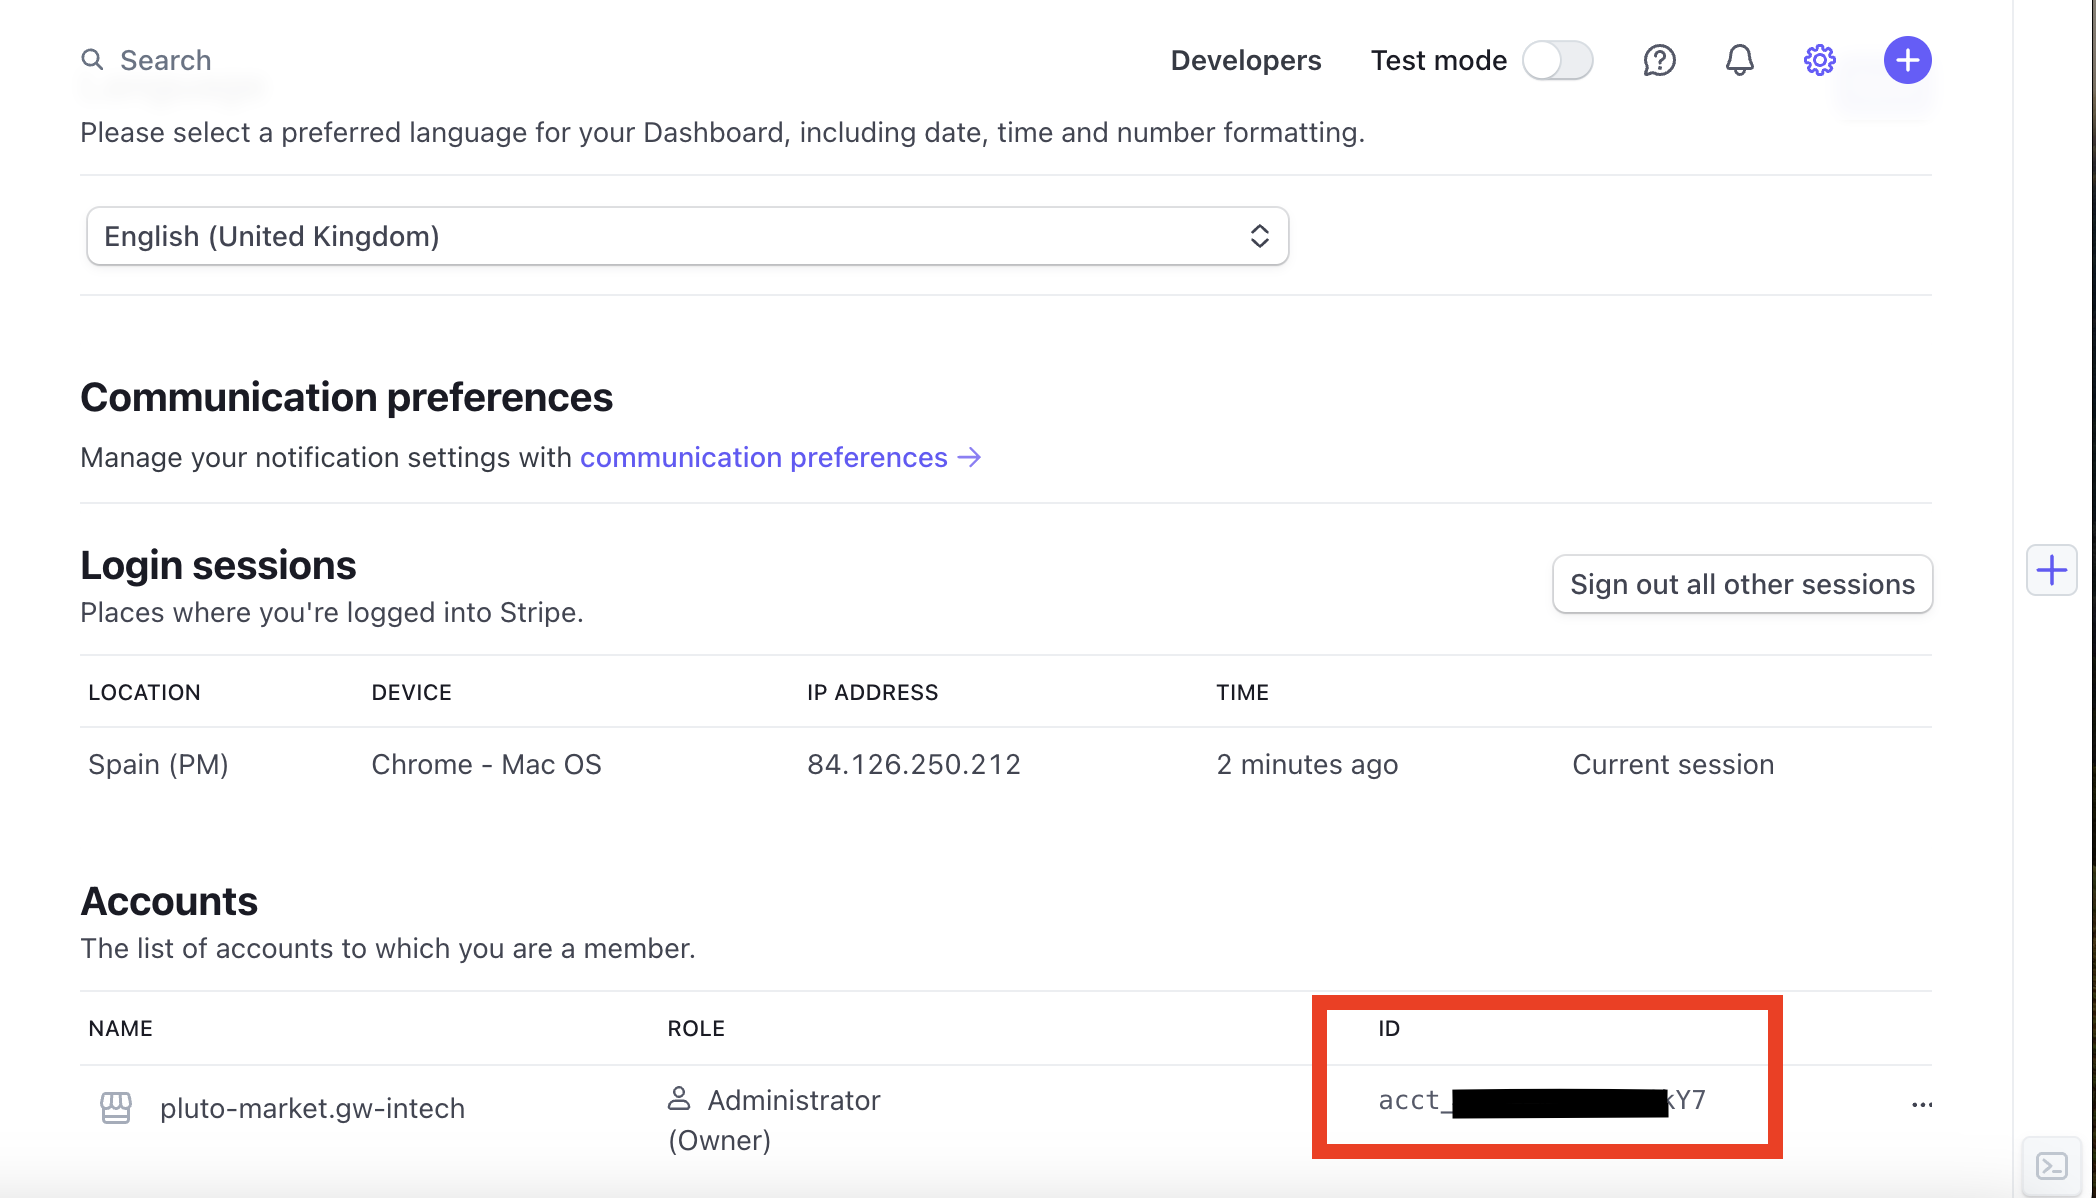 Search
Developers
Test mode
Please select a preferred language for your Dashboard, including date, time and number formatting.
English (United Kingdom)
Communication preferences
Manage your notification settings with communication preferences →
Login sessions
Sign out all other sessions
Places where you're logged into Stripe.
LOCATION DEVICE IP ADDRESS TIME
Spain (PM) Chrome - Mac OS 84.126.250.212 2 minutes ago Current session
Accounts
The list of accounts to which you are a member.
NAME ROLE ID
pluto-market.gw-intech Administrator acct_ kY7 ...
(Owner)